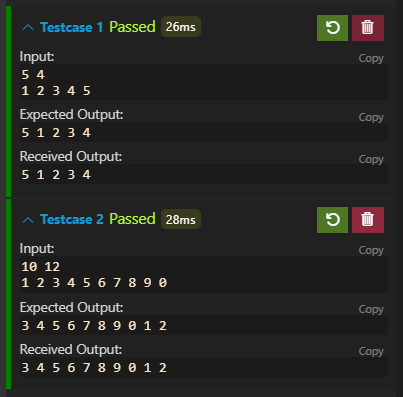 Testcase 1 Passed 26ms
Input:
Copy
5 4
1 2 3 4 5
Expected Output:
Copy
5 1 2 3 4
Received Output:
Copy
5 1 2 3 4
Testcase 2 Passed 28ms
Input:
Copy
10 12
1 2 3 4 5 6 7 8 9 0
Expected Output:
Copy
3 4 5 6 7 8 9 0 1 2
Received Output:
Copy
3 4 5 6 7 8 9 0 1 2